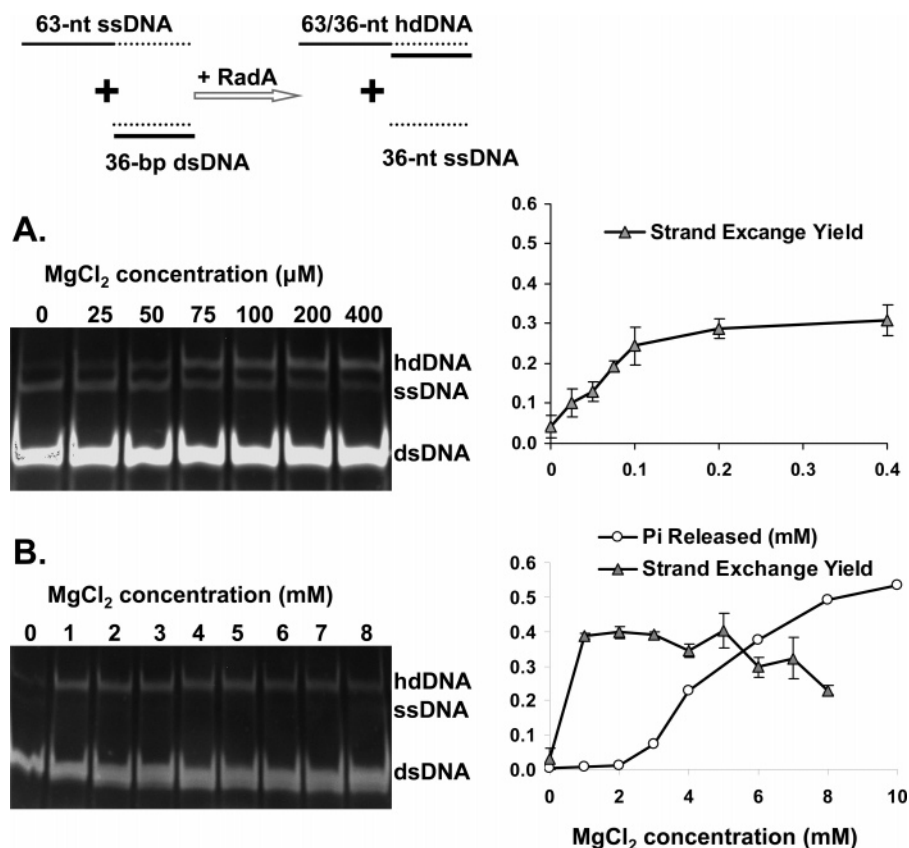 63-nt ssDNA
63/36-nt hdDNA
+
+ RadA
+
36-bp dsDNA
36-nt ssDNA
A.
MgCl₂ concentration (µM)
0 25 50 75 100 200 400
hdDNA
ssDNA
dsDNA
Strand Excange Yield
0.6
0.5
0.4
0.3
0.2
0.1
0.0
0 0.1 0.2 0.3 0.4
B.
MgCl₂ concentration (mM)
0 1 2 3 4 5 6 7 8
hdDNA
ssDNA
dsDNA
Pi Released (mM)
Strand Exchange Yield
0.6
0.5
0.4
0.3
0.2
0.1
0.0
0 2 4 6 8 10
MgCl₂ concentration (mM)